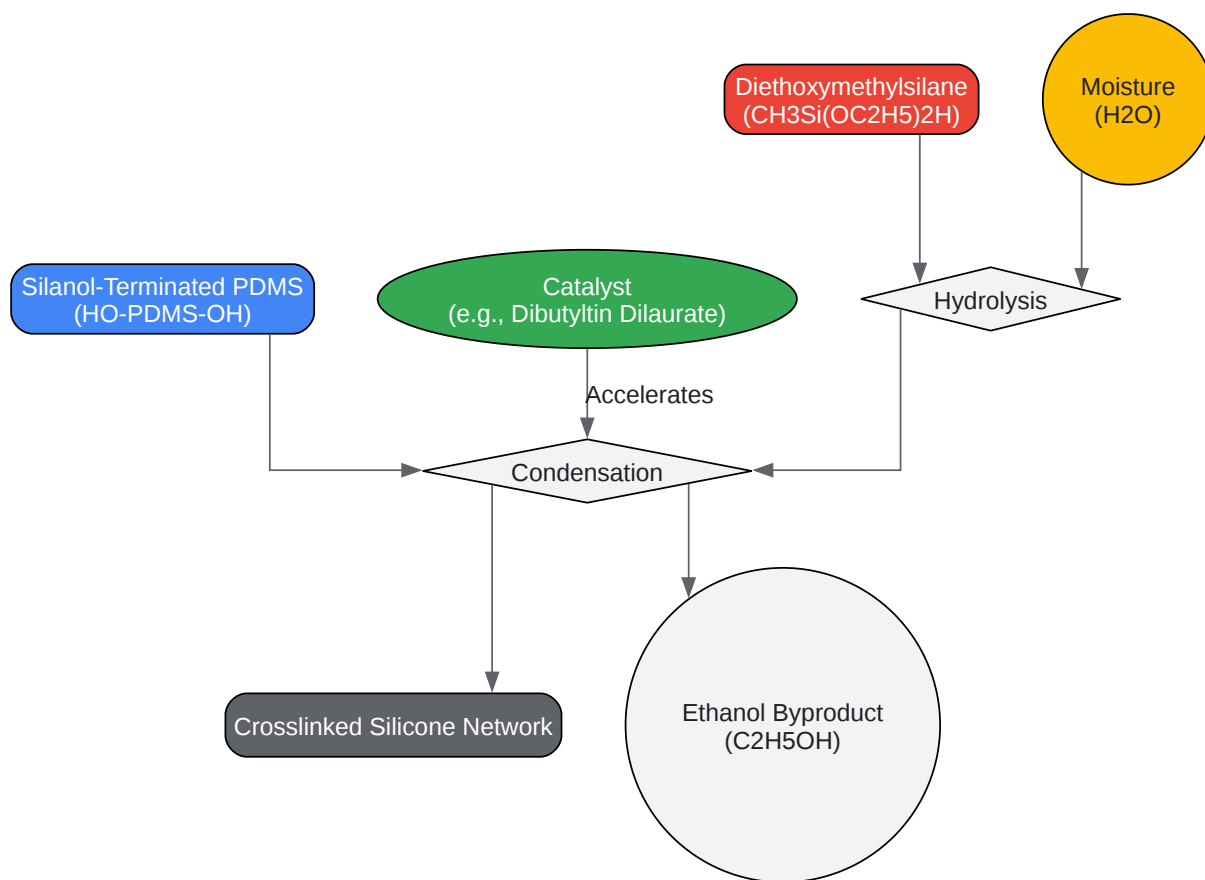 Diethoxymethylsilane
(CH3Si(OC2H5)2H)
Moisture
(H2O)
Silanol-Terminated PDMS
(HO-PDMS-OH)
Catalyst
(e.g., Dibutyltin Dilaurate)
Hydrolysis
Accelerates
Condensation
Crosslinked Silicone Network
Ethanol Byproduct
(C2H5OH)